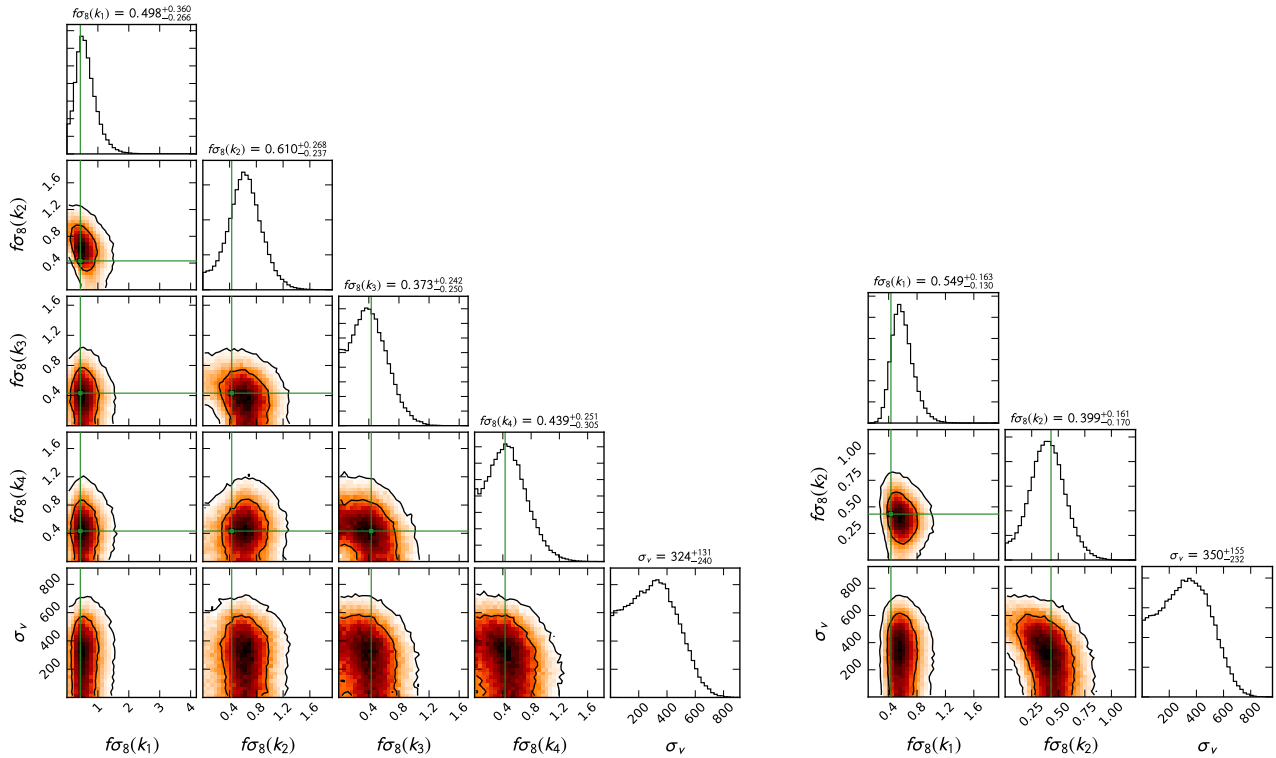 fσ₈(k₁) = 0.498^{+0.360}_{−0.266}
fσ₈(k₂) = 0.610^{+0.268}_{−0.237}
fσ₈(k₂)
1.6
1.2
0.8
0.4
fσ₈(k₃) = 0.373^{+0.242}_{−0.250}
fσ₈(k₃)
1.6
1.2
0.8
0.4
fσ₈(k₄) = 0.439^{+0.251}_{−0.305}
fσ₈(k₄)
1.6
1.2
0.8
0.4
σᵥ = 324^{+131}_{−240}
σᵥ
800
600
400
200
1 2 3 4
0.4 0.8 1.2 1.6
0.4 0.8 1.2 1.6
0.4 0.8 1.2 1.6
200 400 600 800
fσ₈(k₁) fσ₈(k₂) fσ₈(k₃) fσ₈(k₄) σᵥ
fσ₈(k₁) = 0.549^{+0.163}_{−0.130}
fσ₈(k₂) = 0.399^{+0.161}_{−0.170}
fσ₈(k₂)
1.00
0.75
0.50
0.25
σᵥ = 350^{+155}_{−232}
σᵥ
800
600
400
200
0.4 0.8 1.2 1.6
0.25 0.50 0.75 1.00
200 400 600 800
fσ₈(k₁) fσ₈(k₂) σᵥ